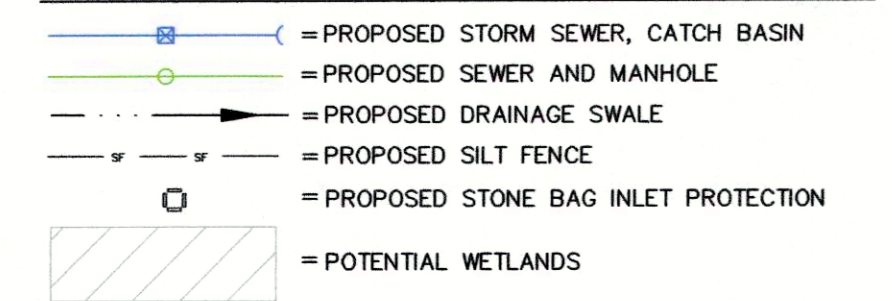 = PROPOSED STORM SEWER, CATCH BASIN
= PROPOSED SEWER AND MANHOLE
= PROPOSED DRAINAGE SWALE
SF SF = PROPOSED SILT FENCE
= PROPOSED STONE BAG INLET PROTECTION
= POTENTIAL WETLANDS